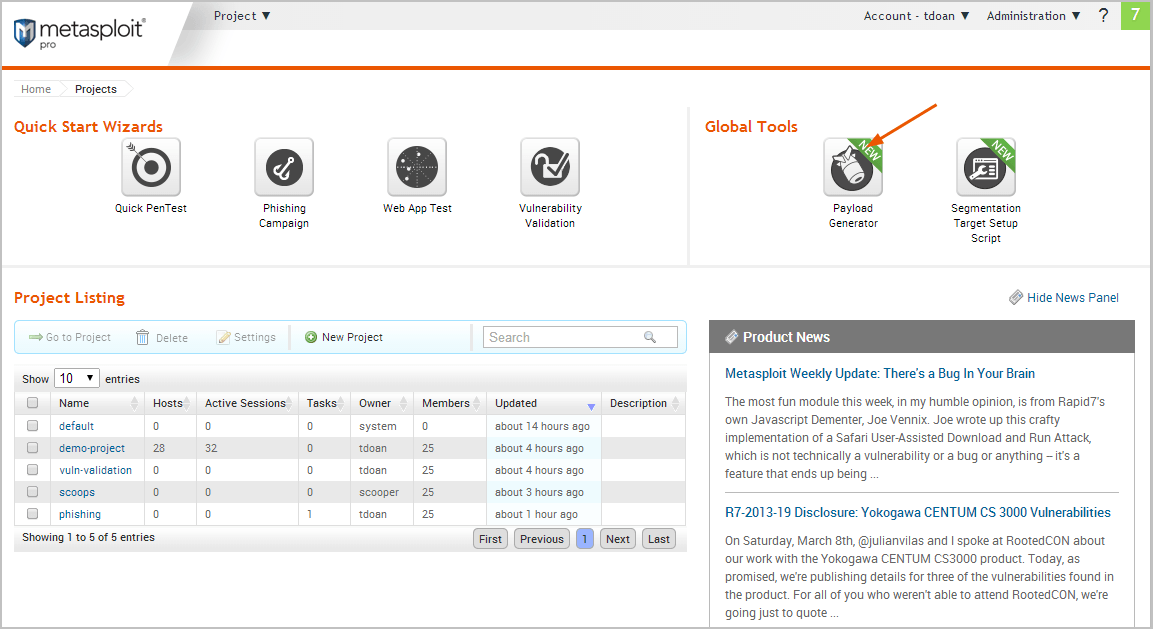 metasploit®
pro
Project ▼
Account - tdoan ▼
Administration ▼
?
7
Home
Projects
Quick Start Wizards
Quick PenTest
Phishing
Campaign
Web App Test
Vulnerability
Validation
Global Tools
NEW
Payload
Generator
NEW
Segmentation
Target Setup
Script
Project Listing
Hide News Panel
Go to Project
Delete
Settings
New Project
Search
Show 10 ▼ entries
Name Hosts Active Sessions Tasks Owner Members Updated Description
default 0 0 0 system 0 about 14 hours ago
demo-project 28 32 0 tdoan 25 about 4 hours ago
vuln-validation 0 0 0 tdoan 25 about 4 hours ago
scoops 0 0 0 scooper 25 about 3 hours ago
phishing 0 0 1 tdoan 25 about 1 hour ago
Showing 1 to 5 of 5 entries
First Previous 1 Next Last
Product News
Metasploit Weekly Update: There's a Bug In Your Brain
The most fun module this week, in my humble opinion, is from Rapid7's
own Javascript Dementer, Joe Vennix. Joe wrote up this crafty
implementation of a Safari User-Assisted Download and Run Attack,
which is not technically a vulnerability or a bug or anything – it's a
feature that ends up being ...
R7-2013-19 Disclosure: Yokogawa CENTUM CS 3000 Vulnerabilities
On Saturday, March 8th, @julianvilas and I spoke at RootedCON about
our work with the Yokogawa CENTUM CS3000 product. Today, as
promised, we're publishing details for three of the vulnerabilities found in
the product. For all of you who weren't able to attend RootedCON, we're
going just to quote ...